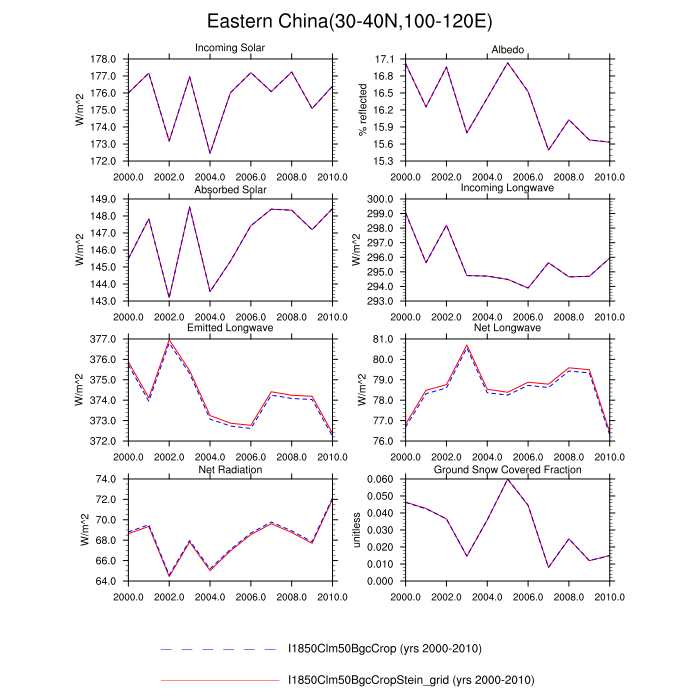 Eastern China(30-40N,100-120E)
Incoming Solar
W/m^2
178.0
177.0
176.0
175.0
174.0
173.0
172.0
2000.0 2002.0 2004.0 2006.0 2008.0 2010.0
Albedo
% reflected
17.1
16.8
16.5
16.2
15.9
15.6
15.3
2000.0 2002.0 2004.0 2006.0 2008.0 2010.0
Absorbed Solar
W/m^2
149.0
148.0
147.0
146.0
145.0
144.0
143.0
2000.0 2002.0 2004.0 2006.0 2008.0 2010.0
Incoming Longwave
W/m^2
300.0
299.0
298.0
297.0
296.0
295.0
294.0
293.0
2000.0 2002.0 2004.0 2006.0 2008.0 2010.0
Emitted Longwave
W/m^2
377.0
376.0
375.0
374.0
373.0
372.0
2000.0 2002.0 2004.0 2006.0 2008.0 2010.0
Net Longwave
W/m^2
81.0
80.0
79.0
78.0
77.0
76.0
2000.0 2002.0 2004.0 2006.0 2008.0 2010.0
Net Radiation
W/m^2
74.0
72.0
70.0
68.0
66.0
64.0
2000.0 2002.0 2004.0 2006.0 2008.0 2010.0
Ground Snow Covered Fraction
unitless
0.060
0.050
0.040
0.030
0.020
0.010
0.000
2000.0 2002.0 2004.0 2006.0 2008.0 2010.0
I1850Clm50BgcCrop (yrs 2000-2010)
I1850Clm50BgcCropStein_grid (yrs 2000-2010)